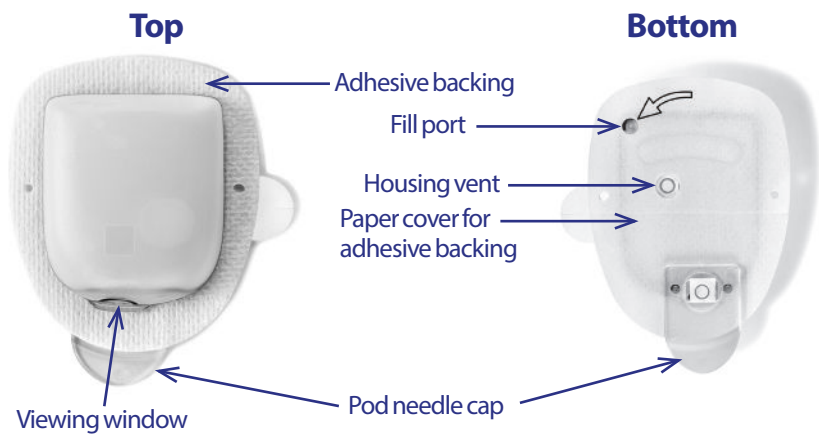 Top
Bottom
Adhesive backing
Fill port
Housing vent
Paper cover for
adhesive backing
Pod needle cap
Viewing window